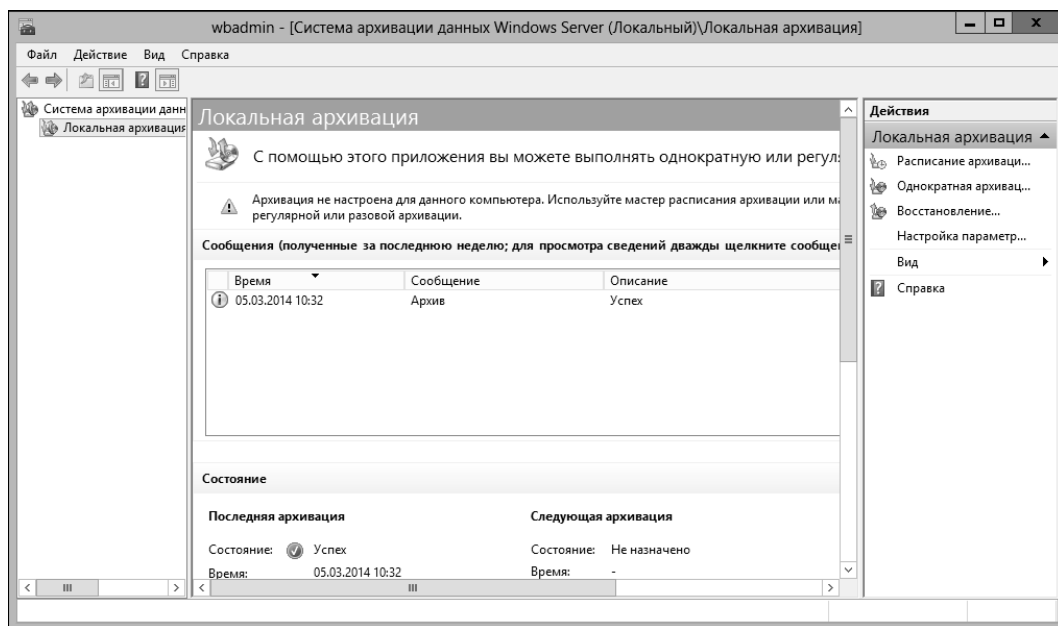 wbadmin - [Система архивации данных Windows Server (Локальный)\Локальная архивация]
Файл Действие Вид Справка
Система архивации данн
Локальная архивация
Локальная архивация
С помощью этого приложения вы можете выполнять однократную или регул
Архивация не настроена для данного компьютера. Используйте мастер расписания архивации или ма
регулярной или разовой архивации.
Сообщения (полученные за последнюю неделю; для просмотра сведений дважды щелкните сообще
Время Сообщение Описание
05.03.2014 10:32 Архив Успех
Состояние
Последняя архивация Следующая архивация
Состояние: Успех Состояние: Не назначено
Время: 05.03.2014 10:32 Время: -
Действия
Локальная архивация
Расписание архиваци...
Однократная архивац...
Восстановление...
Настройка параметр...
Вид
Справка